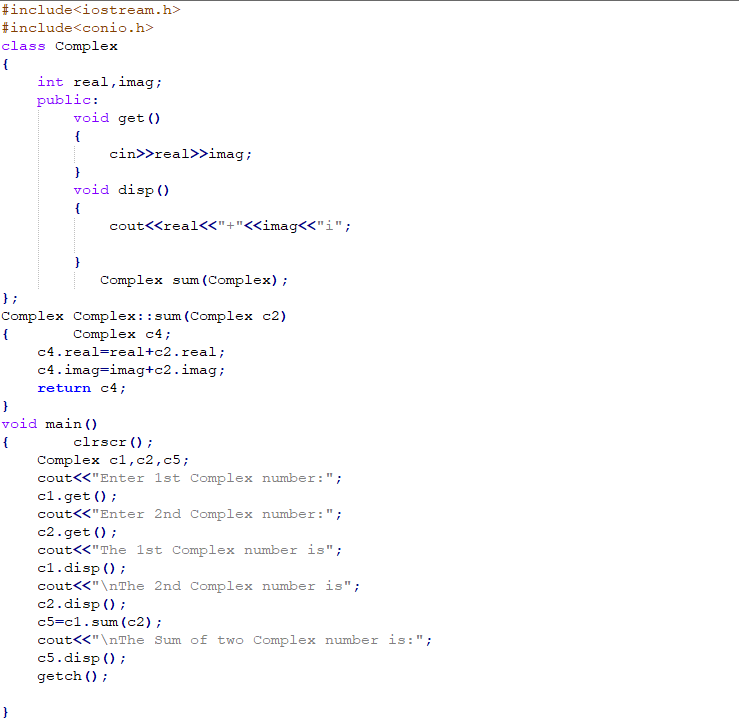 #include<iostream.h>
#include<conio.h>
class Complex
{
    int real,imag;
    public:
        void get()
        {
            cin>>real>>imag;
        }
        void disp()
        {
            cout<<real<<"+"<<imag<<"i";
        }
           Complex sum(Complex);
};
Complex Complex::sum(Complex c2)
{       Complex c4;
    c4.real=real+c2.real;
    c4.imag=imag+c2.imag;
    return c4;
}
void main()
{       clrscr();
    Complex c1,c2,c5;
    cout<<"Enter 1st Complex number:";
    c1.get();
    cout<<"Enter 2nd Complex number:";
    c2.get();
    cout<<"The 1st Complex number is";
    c1.disp();
    cout<<"\nThe 2nd Complex number is";
    c2.disp();
    c5=c1.sum(c2);
    cout<<"\nThe Sum of two Complex number is:";
    c5.disp();
    getch();
}